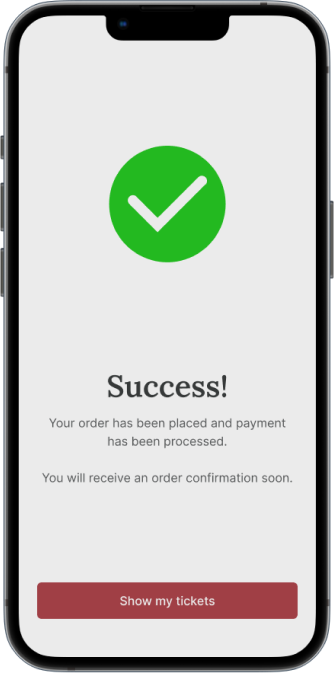 Success!
Your order has been placed and payment
has been processed.
You will receive an order confirmation soon.
Show my tickets